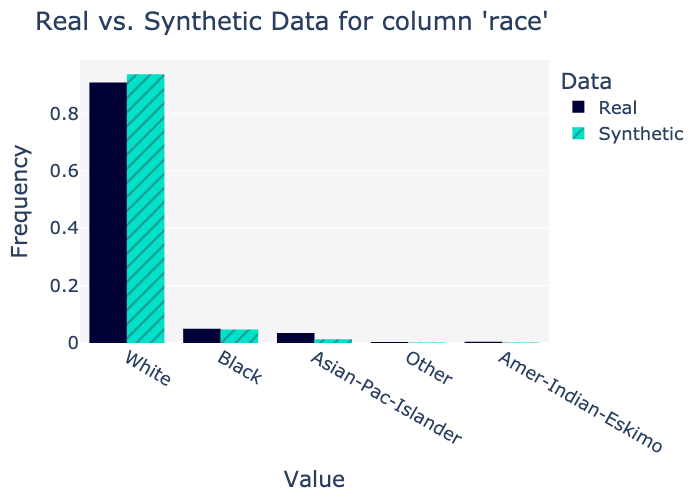 Real vs. Synthetic Data for column 'race'
Data
Real
Synthetic
Frequency
0.8
0.6
0.4
0.2
0
White
Black
Asian-Pac-Islander
Other
Amer-Indian-Eskimo
Value